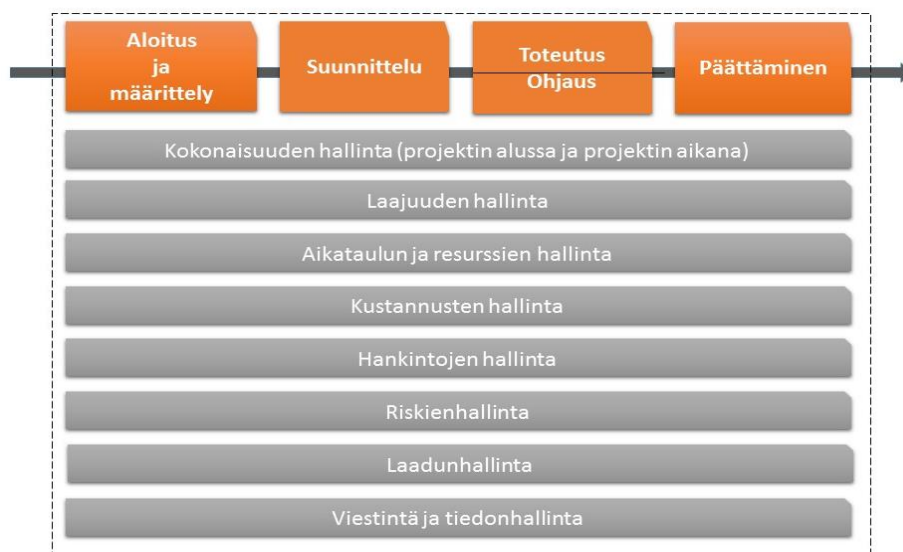 Aloitus
ja
määrittely
Suunnittelu
Toteutus
Ohjaus
Päättäminen
Kokonaisuuden hallinta (projektin alussa ja projektin aikana)
Laajuuden hallinta
Aikataulun ja resurssien hallinta
Kustannusten hallinta
Hankintojen hallinta
Riskienhallinta
Laadunhallinta
Viestintä ja tiedonhallinta